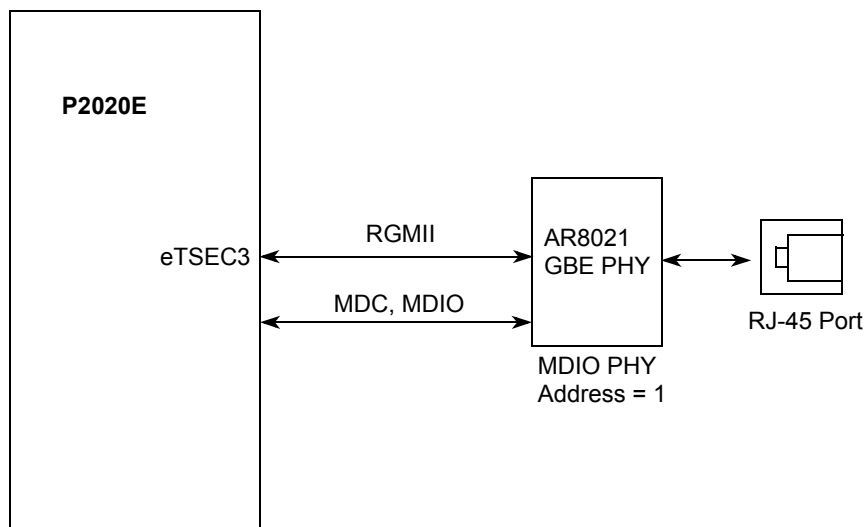 P2020E
eTSEC3
RGMII
MDC, MDIO
AR8021
GBE PHY
MDIO PHY
Address = 1
RJ-45 Port